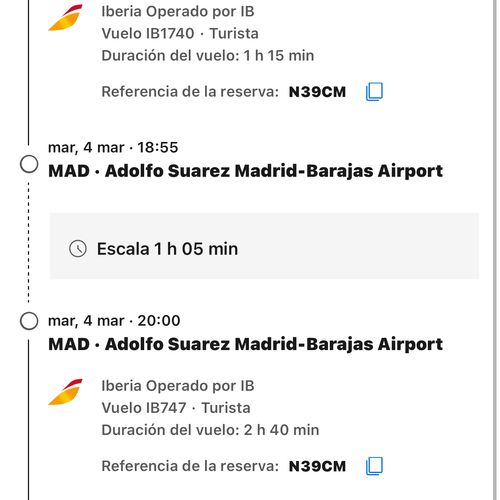 Iberia Operado por IB
Vuelo IB1740 · Turista
Duración del vuelo: 1 h 15 min
Referencia de la reserva: N39CM
mar, 4 mar · 18:55
MAD · Adolfo Suarez Madrid-Barajas Airport
Escala 1 h 05 min
mar, 4 mar · 20:00
MAD · Adolfo Suarez Madrid-Barajas Airport
Iberia Operado por IB
Vuelo IB747 · Turista
Duración del vuelo: 2 h 40 min
Referencia de la reserva: N39CM